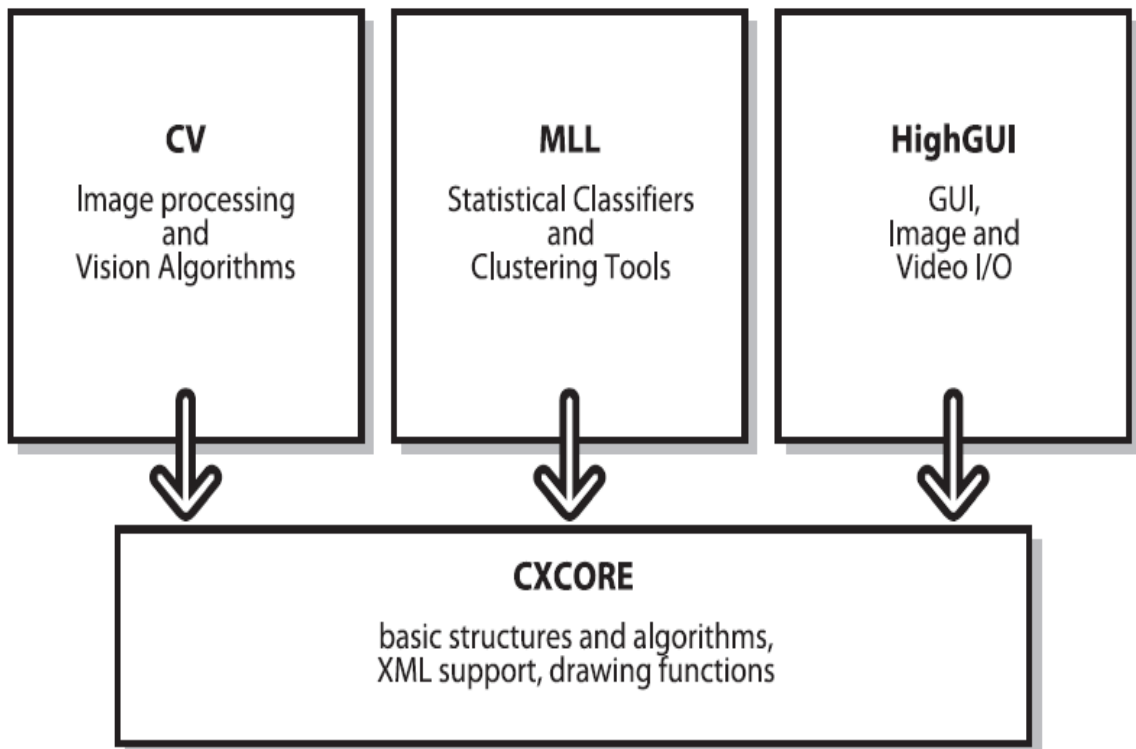 CV
Image processing
and
Vision Algorithms
MLL
Statistical Classifiers
and
Clustering Tools
HighGUI
GUI,
Image and
Video I/O
CXCORE
basic structures and algorithms,
XML support, drawing functions